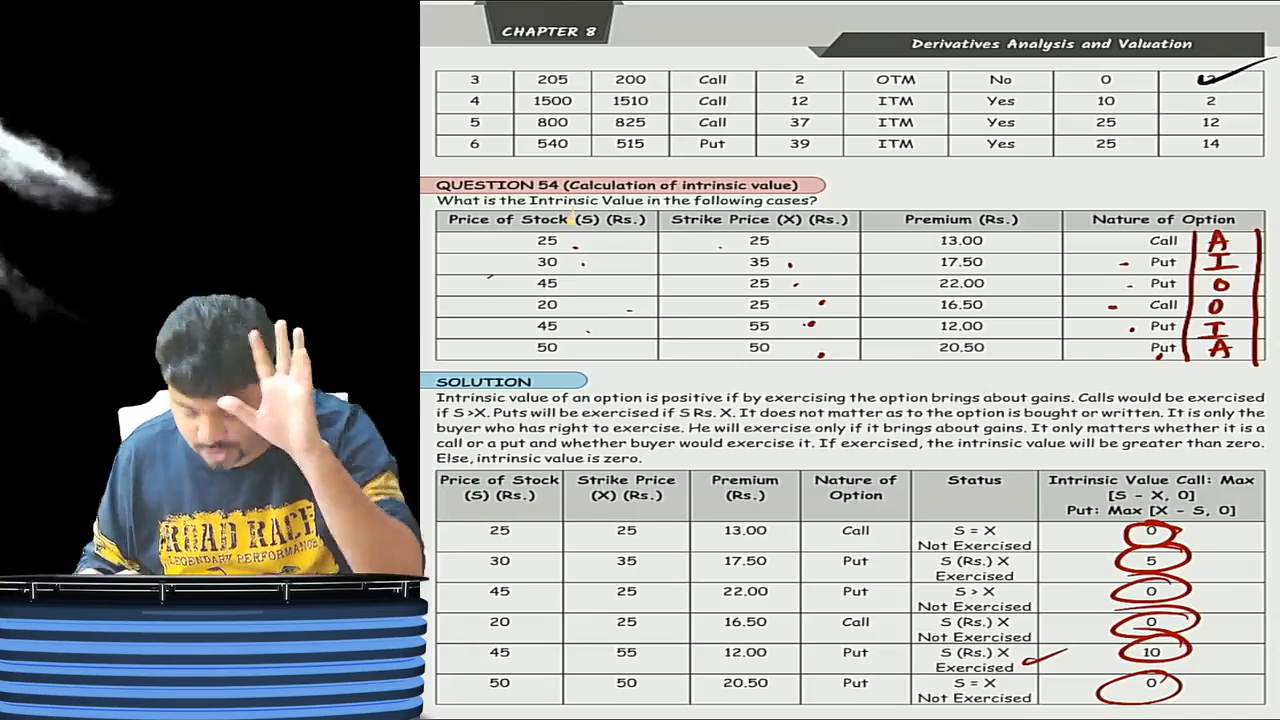 CHAPTER 8
Derivatives Analysis and Valuation
3 205 200 Call 2 OTM No 0
4 1500 1510 Call 12 ITM Yes 10 2
5 800 825 Call 37 ITM Yes 25 12
6 540 515 Put 39 ITM Yes 25 14
QUESTION 54 (Calculation of intrinsic value)
What is the Intrinsic Value in the following cases?
Price of Stock (S) (Rs.) Strike Price (X) (Rs.) Premium (Rs.) Nature of Option
25 25 13.00 Call A
30 35 17.50 Put I
45 25 22.00 Put O
20 25 16.50 Call O
45 55 12.00 Put I
50 50 20.50 Put A
SOLUTION
Intrinsic value of an option is positive if by exercising the option brings about gains. Calls would be exercised
if S >X. Puts will be exercised if S Rs. X. It does not matter as to the option is bought or written. It is only the
buyer who has right to exercise. He will exercise only if it brings about gains. It only matters whether it is a
call or a put and whether buyer would exercise it. If exercised, the intrinsic value will be greater than zero.
Else, intrinsic value is zero.
Price of Stock (S) (Rs.) Strike Price (X) (Rs.) Premium (Rs.) Nature of Option Status Intrinsic Value Call: Max [S - X, 0] Put: Max [X - S, 0]
25 25 13.00 Call S = X Not Exercised 0
30 35 17.50 Put S (Rs.) X Exercised 5
45 25 22.00 Put S > X Not Exercised 0
20 25 16.50 Call S (Rs.) X Not Exercised 0
45 55 12.00 Put S (Rs.) X Exercised 10
50 50 20.50 Put S = X Not Exercised 0
ROAD RACE
LEGENDARY PERFORMANCE